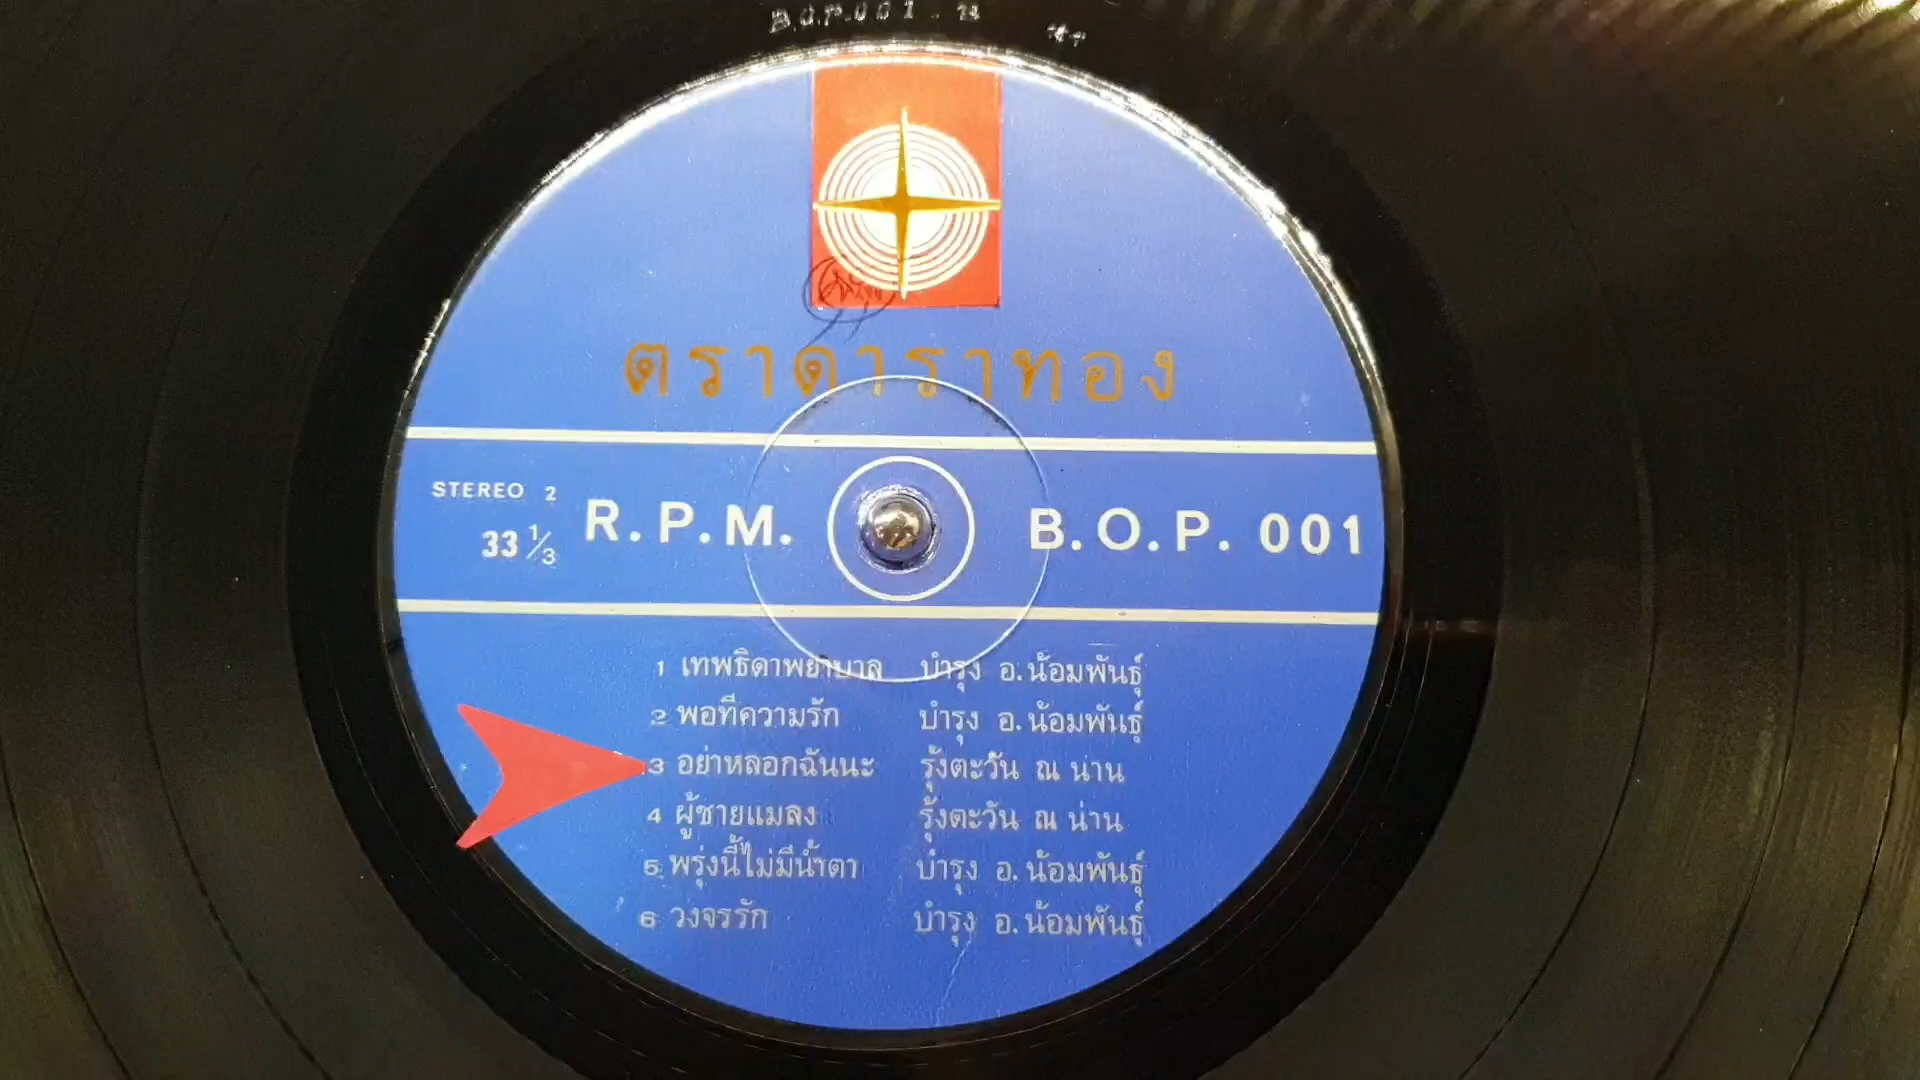 B.O.P.001
ตราดาราทอง
STEREO 2
33 1/3 R.P.M. B.O.P. 001
1 เทพธิดาพยาบาล บำรุง อ.น้อมพันธุ์
2 พอทีความรัก บำรุง อ.น้อมพันธุ์
3 อย่าหลอกฉันนะ รุ้งตะวัน ณ น่าน
4 ผู้ชายแมลง รุ้งตะวัน ณ น่าน
5 พรุ่งนี้ไม่มีน้ำตา บำรุง อ.น้อมพันธุ์
6 วงจรรัก บำรุง อ.น้อมพันธุ์